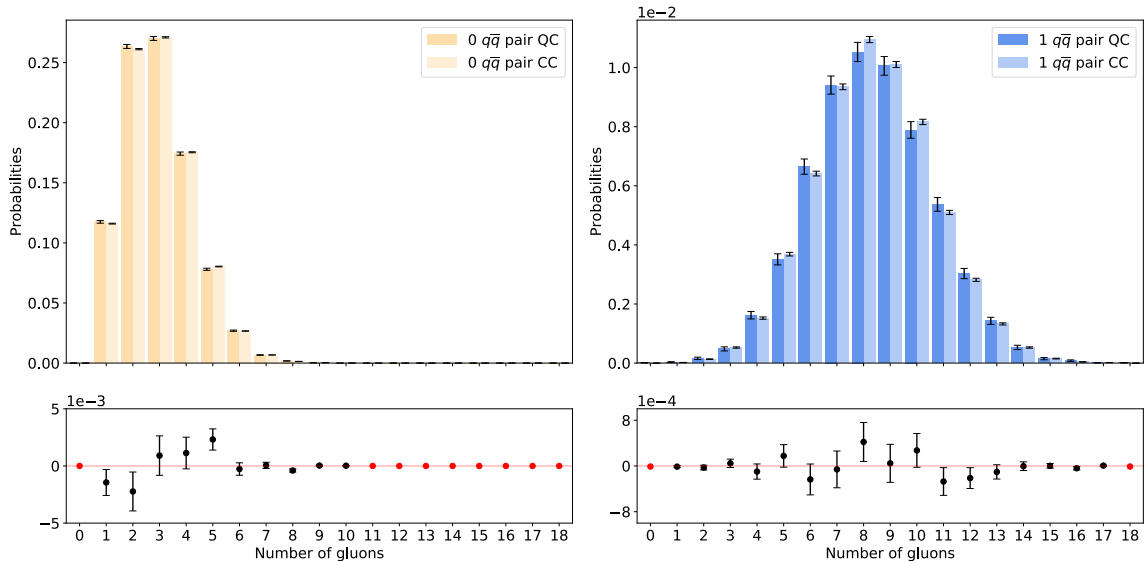 0 qq̅ pair QC
0 qq̅ pair CC
Probabilities
0.25
0.20
0.15
0.10
0.05
0.00
1e−3
5
0
−5
0 1 2 3 4 5 6 7 8 9 10 11 12 13 14 15 16 17 18
Number of gluons
1e−2
1 qq̅ pair QC
1 qq̅ pair CC
Probabilities
1.0
0.8
0.6
0.4
0.2
0.0
1e−4
8
0
−8
0 1 2 3 4 5 6 7 8 9 10 11 12 13 14 15 16 17 18
Number of gluons